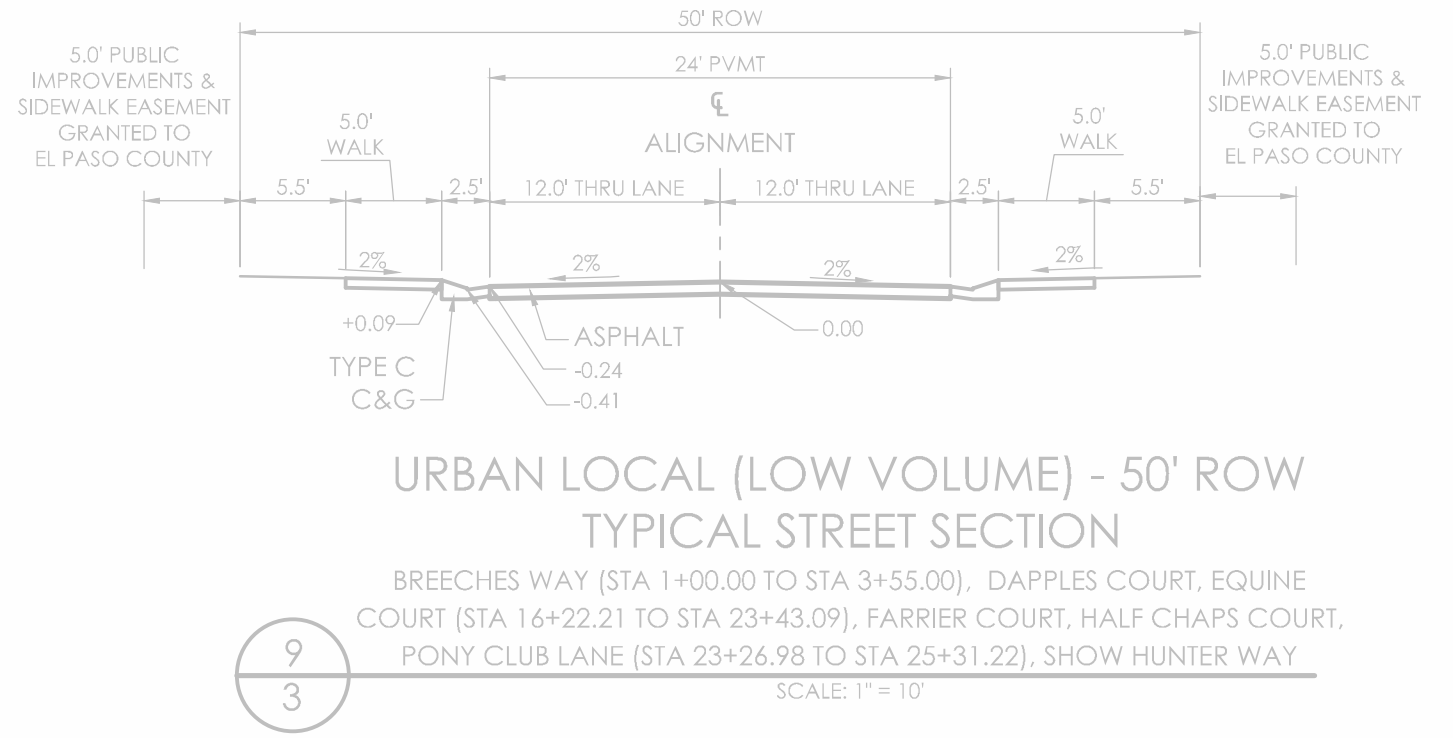 50' ROW
5.0' PUBLIC
IMPROVEMENTS &
SIDEWALK EASEMENT
GRANTED TO
EL PASO COUNTY
24' PVMT
5.0' PUBLIC
IMPROVEMENTS &
SIDEWALK EASEMENT
GRANTED TO
EL PASO COUNTY
℄
ALIGNMENT
5.0'
WALK
5.0'
WALK
5.5'
2.5'
12.0' THRU LANE
12.0' THRU LANE
2.5'
5.5'
2%
2%
2%
2%
+0.09
TYPE C
C&G
ASPHALT
-0.24
-0.41
0.00
URBAN LOCAL (LOW VOLUME) - 50' ROW
TYPICAL STREET SECTION
BREECHES WAY (STA 1+00.00 TO STA 3+55.00), DAPPLES COURT, EQUINE
COURT (STA 16+22.21 TO STA 23+43.09), FARRIER COURT, HALF CHAPS COURT,
PONY CLUB LANE (STA 23+26.98 TO STA 25+31.22), SHOW HUNTER WAY
SCALE: 1" = 10'
9
3